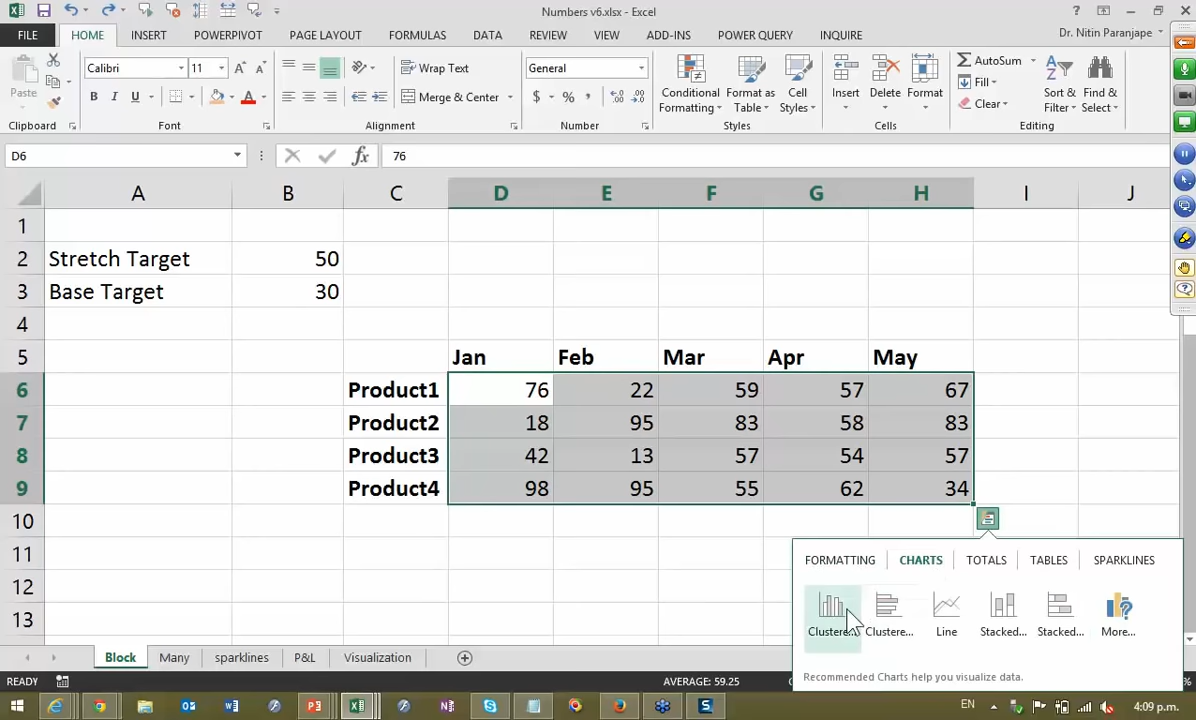 Numbers v6.xlsx - Excel
FILE HOME INSERT POWERPIVOT PAGE LAYOUT FORMULAS DATA REVIEW VIEW ADD-INS POWER QUERY INQUIRE Dr. Nitin Paranjape
Paste
Calibri 11
Wrap Text
General
AutoSum
Fill
Clear
B I U
Merge & Center
$ % ,
Conditional Formatting
Format as Table
Cell Styles
Insert
Delete
Format
Sort & Filter
Find & Select
Clipboard Font Alignment Number Styles Cells Editing
D6 fx 76
A B C D E F G H I J
1
2 Stretch Target 50
3 Base Target 30
4
5 Jan Feb Mar Apr May
6 Product1 76 22 59 57 67
7 Product2 18 95 83 58 83
8 Product3 42 13 57 54 57
9 Product4 98 95 55 62 34
10
11
12
13
FORMATTING CHARTS TOTALS TABLES SPARKLINES
Clustere... Clustere... Line Stacked... Stacked... More...
Recommended Charts help you visualize data.
Block Many sparklines P&L Visualization
READY AVERAGE: 59.25
EN 4:09 p.m.